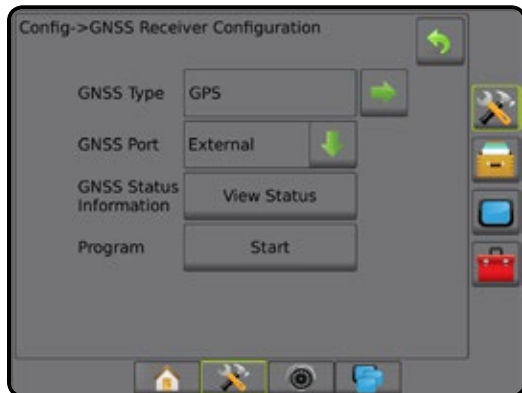 Config->GNSS Receiver Configuration
GNSS Type GPS
GNSS Port External
GNSS Status
Information View Status
Program Start